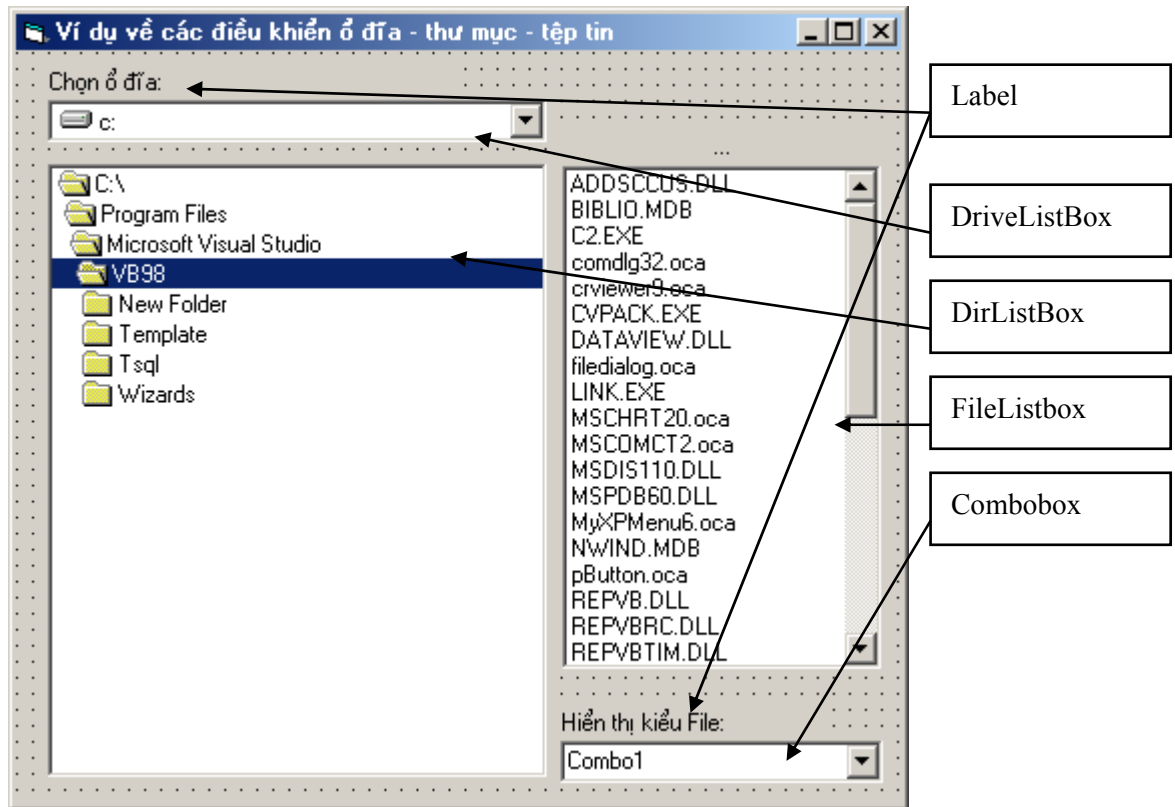 Ví dụ về các điều khiển ổ đĩa - thư mục - tệp tin
Chọn ổ đĩa:
c:
C:\
Program Files
Microsoft Visual Studio
VB98
New Folder
Template
Tsql
Wizards
...
ADDSCCUS.DLL
BIBLIO.MDB
C2.EXE
comdlg32.oca
crviewer9.oca
CVPACK.EXE
DATAVIEW.DLL
filedialog.oca
LINK.EXE
MSCHRT20.oca
MSCOMCT2.oca
MSDIS110.DLL
MSPDB60.DLL
MyXPMenu6.oca
NWIND.MDB
pButton.oca
REPVB.DLL
REPVBRC.DLL
REPVBTIM.DLL
Hiển thị kiểu File:
Combo1
Label
DriveListBox
DirListBox
FileListbox
Combobox